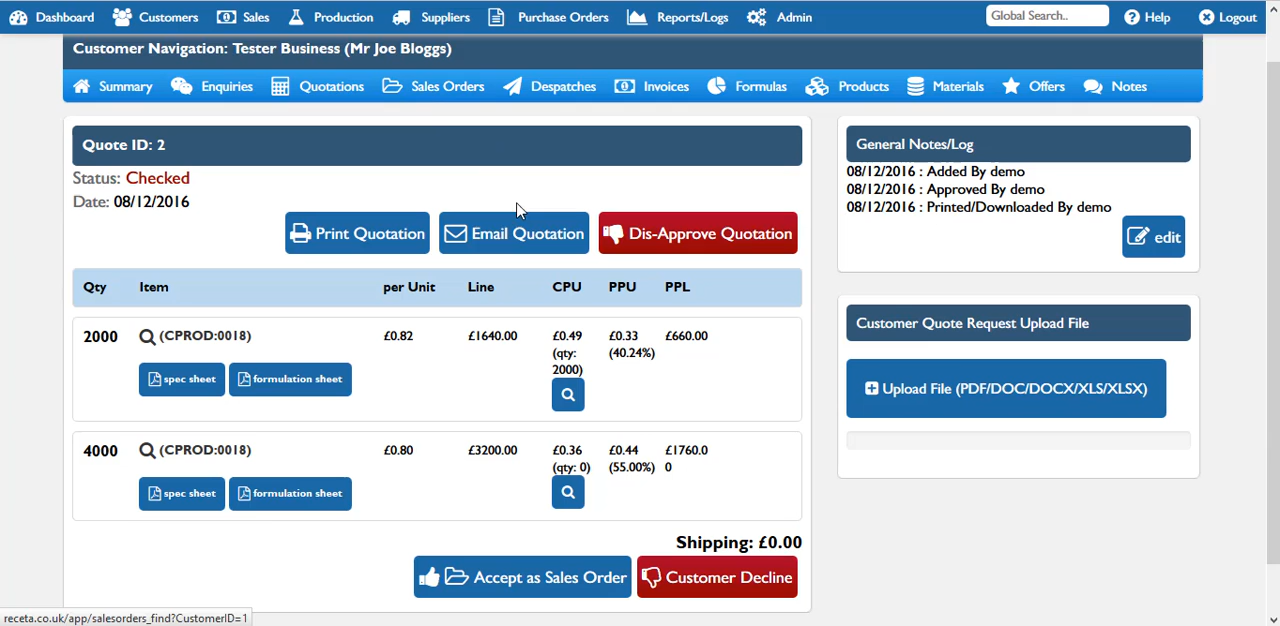 Dashboard Customers Sales Production Suppliers Purchase Orders Reports/Logs Admin Global Search.. Help Logout
Customer Navigation: Tester Business (Mr Joe Bloggs)
Summary Enquiries Quotations Sales Orders Despatches Invoices Formulas Products Materials Offers Notes
Quote ID: 2
Status: Checked
Date: 08/12/2016
Print Quotation Email Quotation Dis-Approve Quotation
Qty Item per Unit Line CPU PPU PPL
2000 (CPROD:0018) £0.82 £1640.00 £0.49 £0.33 £660.00
(qty: (40.24%)
2000)
spec sheet formulation sheet
4000 (CPROD:0018) £0.80 £3200.00 £0.36 £0.44 £1760.0
(qty: 0) (55.00%) 0
spec sheet formulation sheet
Shipping: £0.00
Accept as Sales Order Customer Decline
General Notes/Log
08/12/2016 : Added By demo
08/12/2016 : Approved By demo
08/12/2016 : Printed/Downloaded By demo
edit
Customer Quote Request Upload File
Upload File (PDF/DOC/DOCX/XLS/XLSX)
receta.co.uk/app/salesorders_find?CustomerID=1